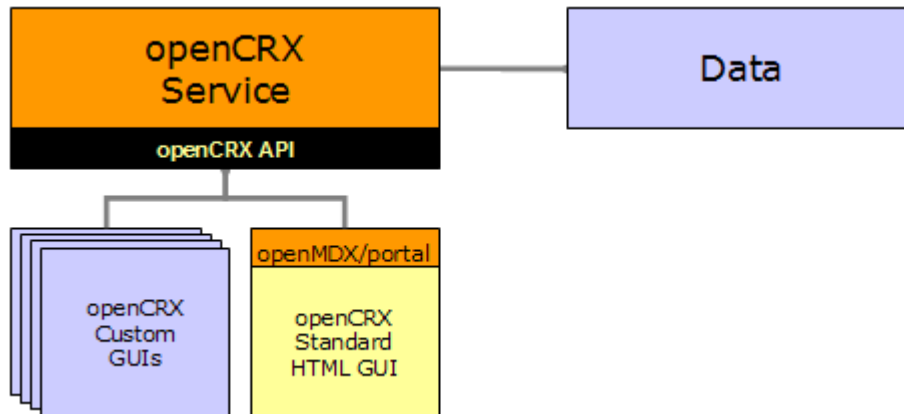 openCRX
Service
Data
openCRX API
openMDX/portal
openCRX
Custom
GUIs
openCRX
Standard
HTML GUI